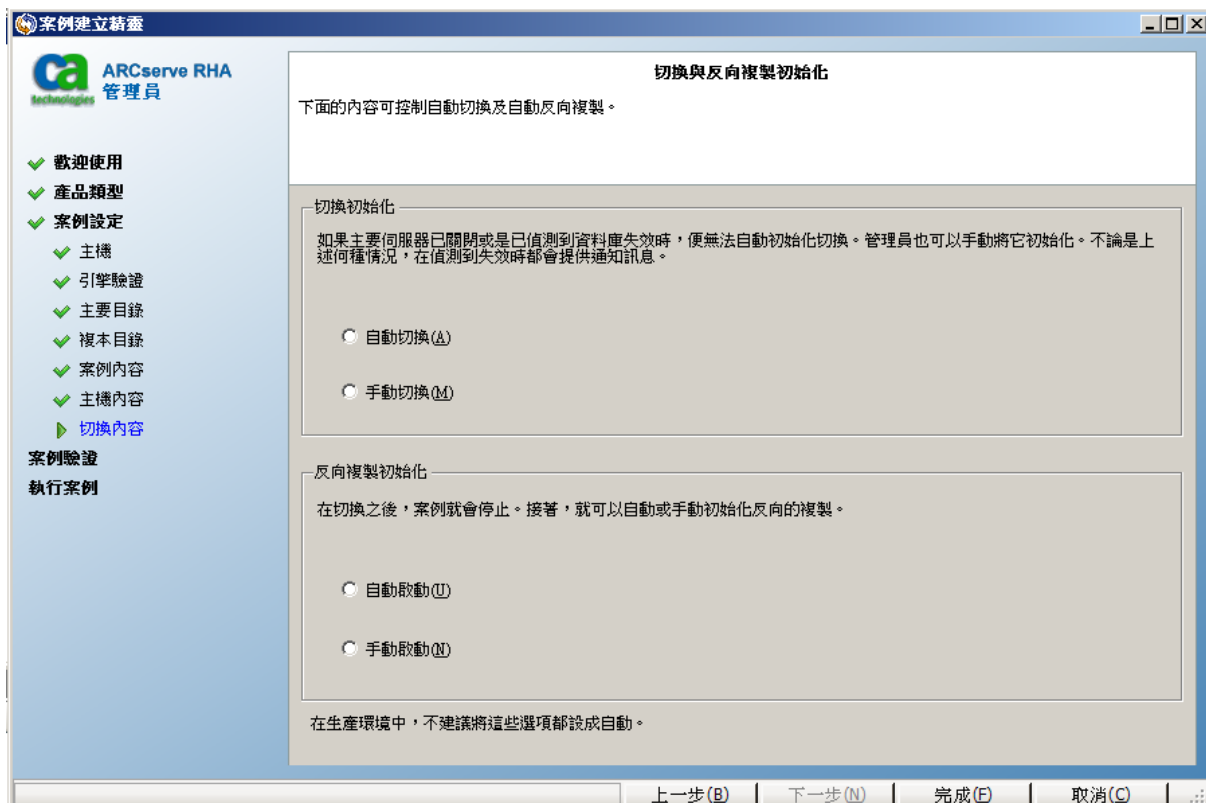 案例建立精靈
ca
technologies
ARCserve RHA
管理員
歡迎使用
產品類型
案例設定
主機
引擎驗證
主要目錄
複本目錄
案例內容
主機內容
切換內容
案例驗證
執行案例
切換與反向複製初始化
下面的內容可控制自動切換及自動反向複製。
切換初始化
如果主要伺服器已關閉或是已偵測到資料庫失效時，便無法自動初始化切換。管理員也可以手動將它初始化。不論是上
述何種情況，在偵測到失效時都會提供通知訊息。
自動切換(A)
手動切換(M)
反向複製初始化
在切換之後，案例就會停止。接著，就可以自動或手動初始化反向的複製。
自動啟動(U)
手動啟動(N)
在生產環境中，不建議將這些選項都設成自動。
上一步(B)
下一步(N)
完成(F)
取消(C)